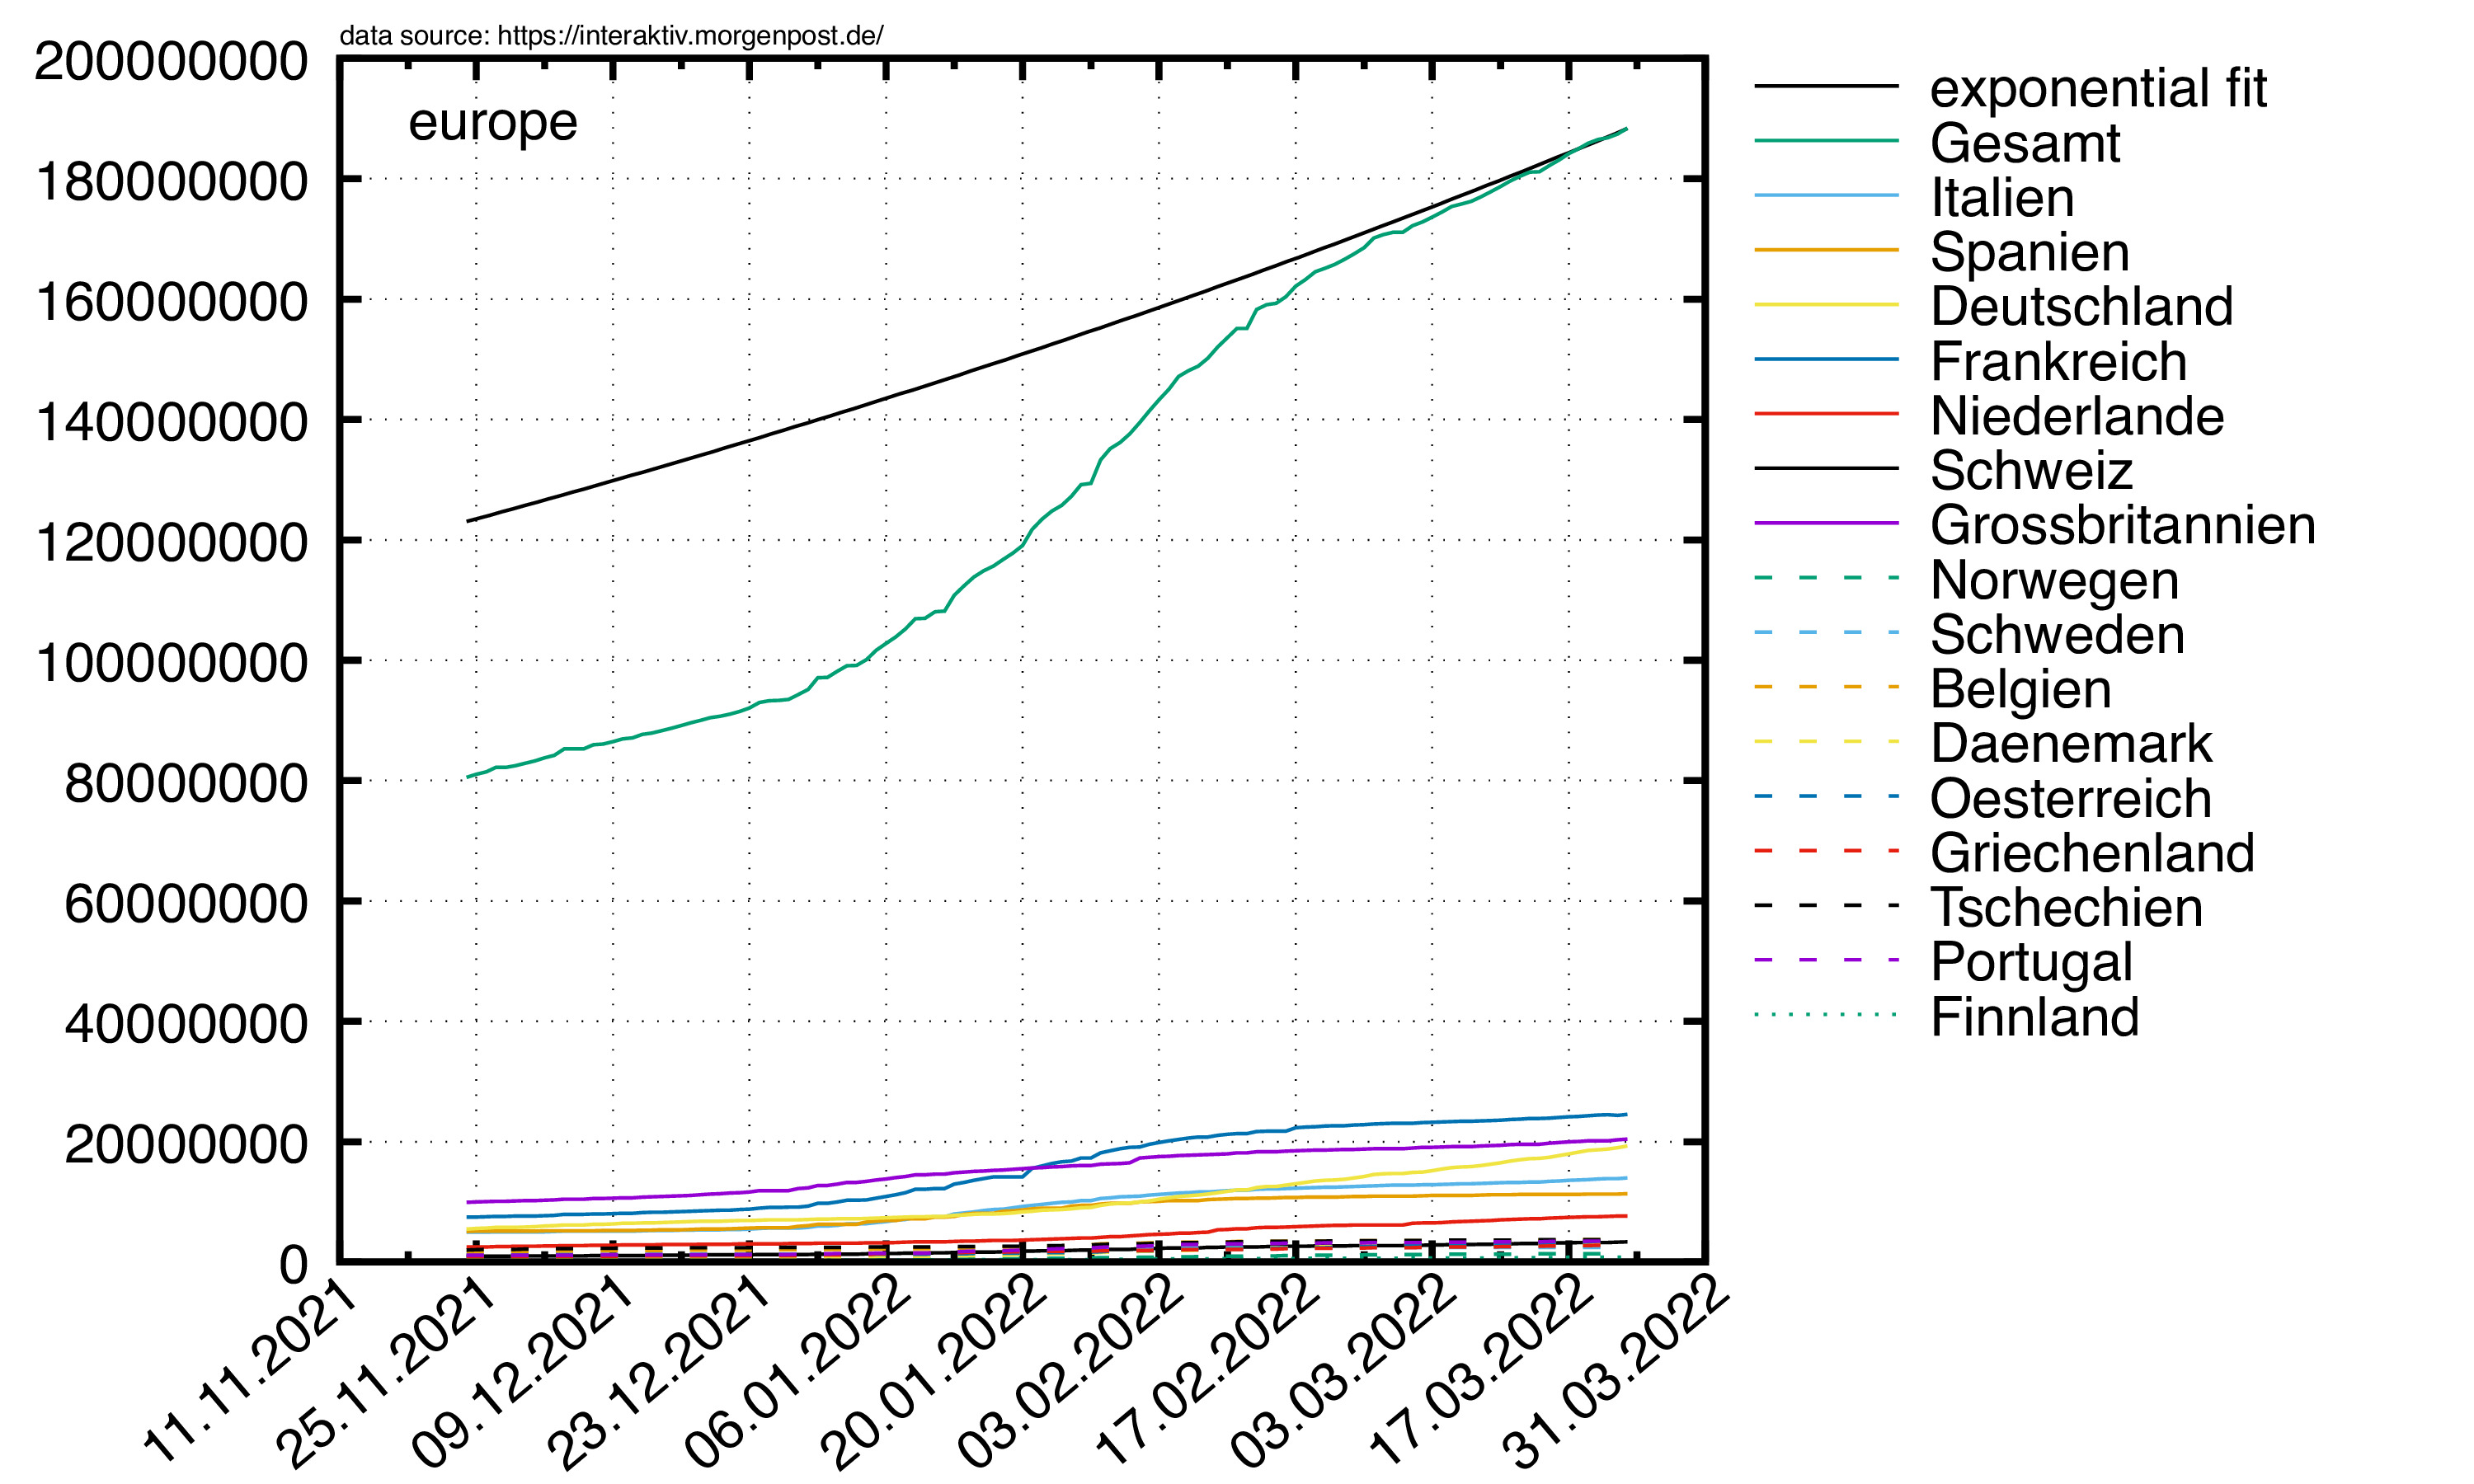 data source: https://interaktiv.morgenpost.de/
europe
200000000
180000000
160000000
140000000
120000000
100000000
80000000
60000000
40000000
20000000
0
11.11.2021
25.11.2021
09.12.2021
23.12.2021
06.01.2022
20.01.2022
03.02.2022
17.02.2022
03.03.2022
17.03.2022
31.03.2022
exponential fit
Gesamt
Italien
Spanien
Deutschland
Frankreich
Niederlande
Schweiz
Grossbritannien
Norwegen
Schweden
Belgien
Daenemark
Oesterreich
Griechenland
Tschechien
Portugal
Finnland